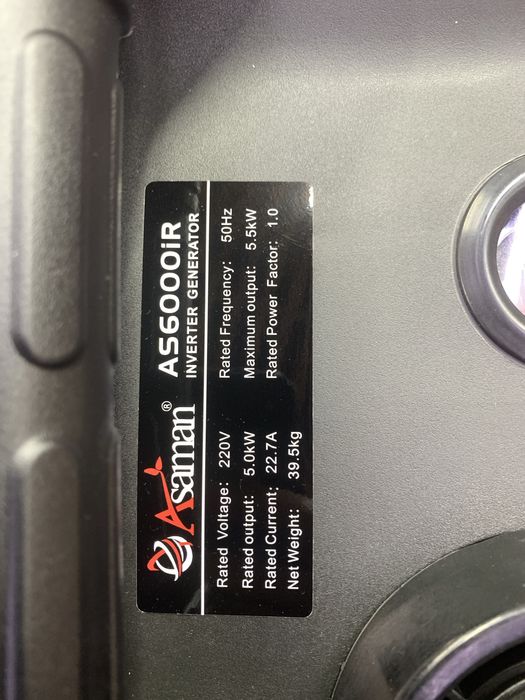 Asaman® AS6000iR
INVERTER GENERATOR
Rated Voltage: 220V Rated Frequency: 50Hz
Rated output: 5.0kW Maximum output: 5.5kW
Rated Current: 22.7A Rated Power Factor: 1.0
Net Weight: 39.5kg